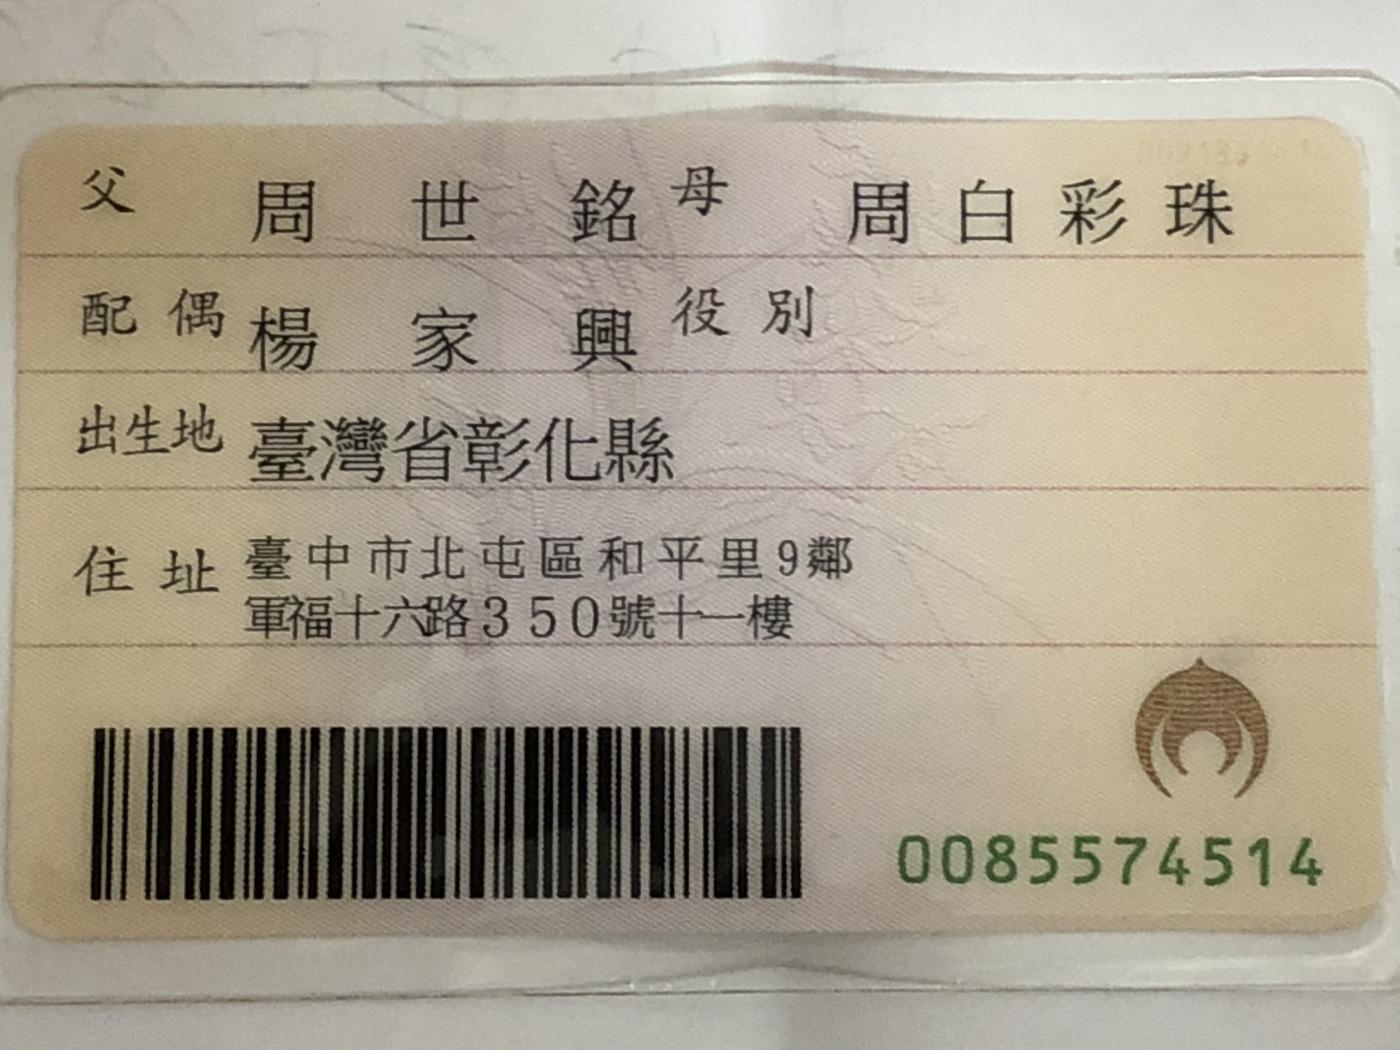 父 周世銘 母 周白彩珠
配偶 楊家興 役別
出生地 臺灣省彰化縣
住址 臺中市北屯區和平里9鄰
軍福十六路350號十一樓
0085574514